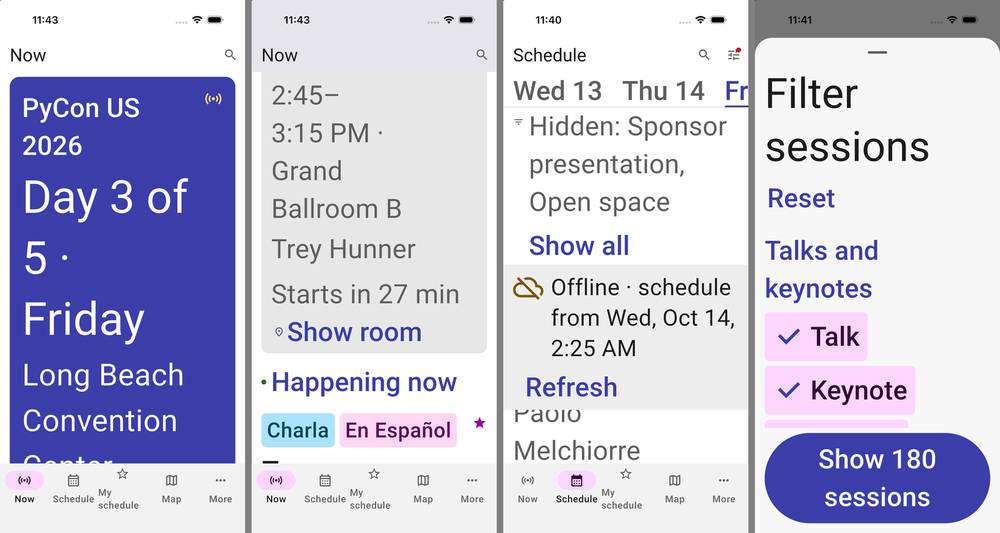 11:43
Now
PyCon US
2026
Day 3 of
5 ·
Friday
Long Beach
Convention
Center
Now
Schedule
My
schedule
Map
More
11:43
Now
2:45–
3:15 PM ·
Grand
Ballroom B
Trey Hunner
Starts in 27 min
Show room
Happening now
Charla
En Español
Now
Schedule
My
schedule
Map
More
11:40
Schedule
Wed 13
Thu 14
Fr
Hidden: Sponsor
presentation,
Open space
Show all
Offline · schedule
from Wed, Oct 14,
2:25 AM
Refresh
Paolo
Melchiorre
Now
Schedule
My
schedule
Map
More
11:41
Filter
sessions
Reset
Talks and
keynotes
Talk
Keynote
Show 180
sessions